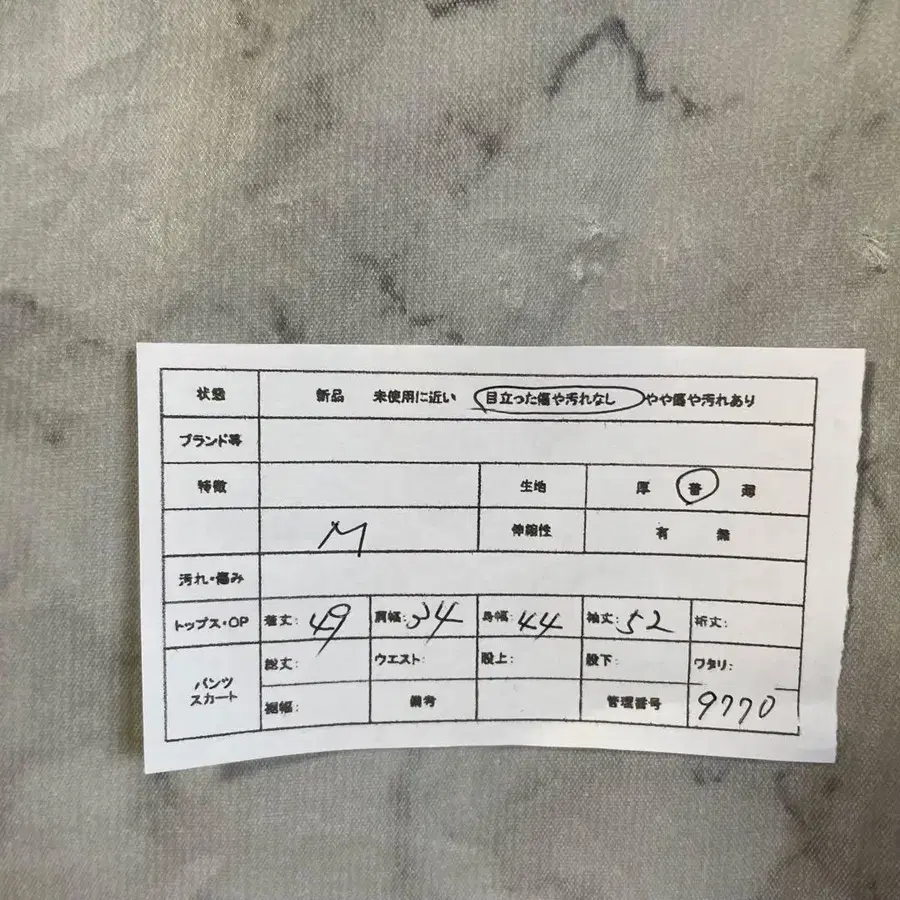 状態 新品 未使用に近い 目立った傷や汚れなし やや傷や汚れあり
ブランド等
特徴 生地 厚 普 薄
M 伸縮性 有 無
汚れ・傷み
トップス・OP 着丈: 49 肩幅: 34 身幅: 44 袖丈: 52 裄丈:
パンツ スカート 総丈: ウエスト: 股上: 股下: ワタリ:
裾幅: 備考 管理番号 9770